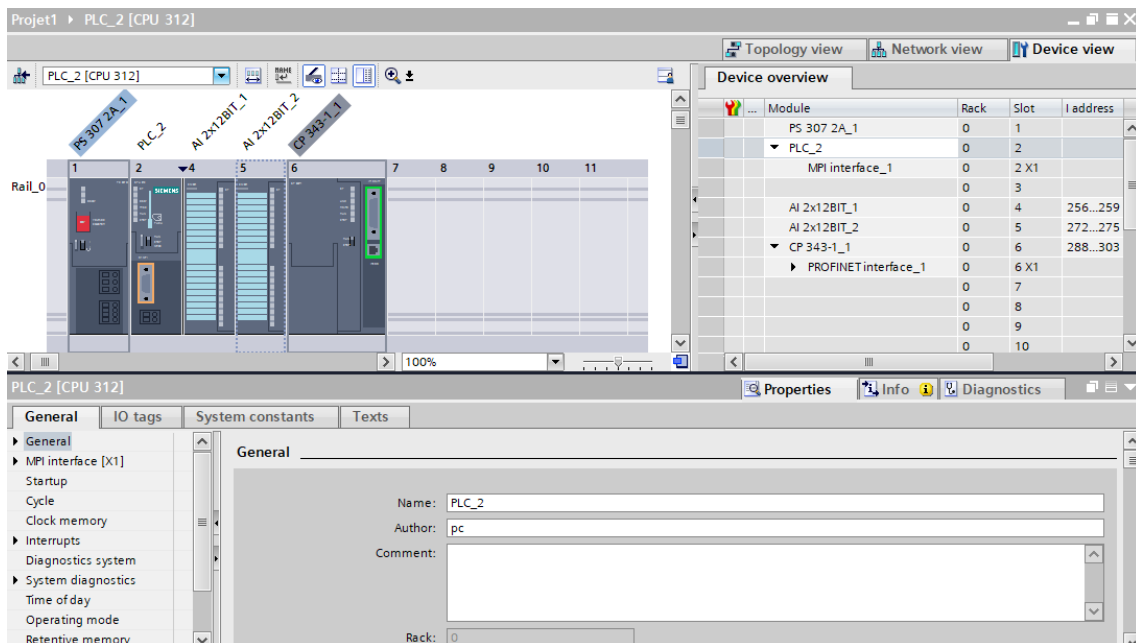 Projet1 PLC_2 [CPU 312]
Topology view Network view Device view
PLC_2 [CPU 312]
Device overview
PS 307 2A_1 PLC_2 AI 2x12BIT_1 AI 2x12BIT_2 CP 343-1_1
... Module Rack Slot I address
PS 307 2A_1 0 1
PLC_2 0 2
MPI interface_1 0 2 X1
0 3
AI 2x12BIT_1 0 4 256...259
AI 2x12BIT_2 0 5 272...275
CP 343-1_1 0 6 288...303
PROFINET interface_1 0 6 X1
0 7
0 8
0 9
0 10
1 2 4 5 6 7 8 9 10 11
Rail_0
SIEMENS
100%
PLC_2 [CPU 312]
Properties Info Diagnostics
General IO tags System constants Texts
General
MPI interface [X1]
Startup
Cycle
Clock memory
Interrupts
Diagnostics system
System diagnostics
Time of day
Operating mode
Retentive memory
General
Name: PLC_2
Author: pc
Comment:
Rack: 0